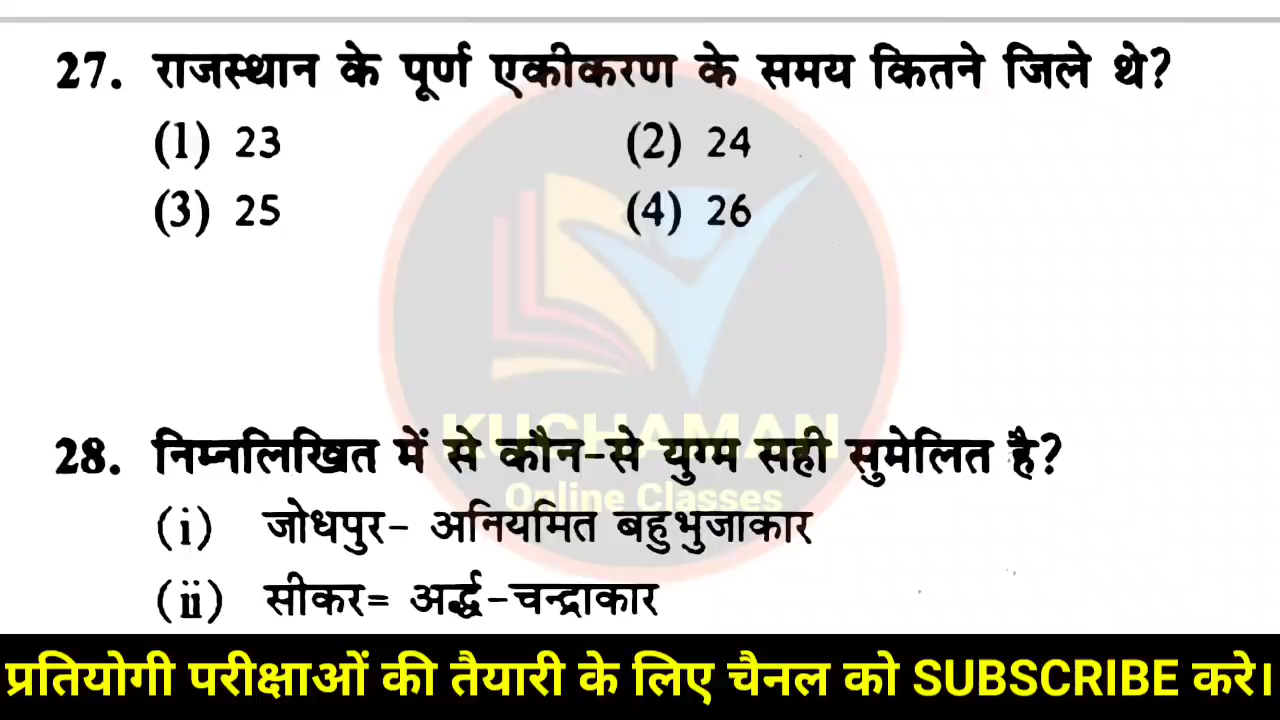 27. राजस्थान के पूर्ण एकीकरण के समय कितने जिले थे?
(1) 23 (2) 24
(3) 25 (4) 26
KUCHAMAN
28. निम्नलिखित में से कौन-से युग्म सही सुमेलित है?
Online Classes
(i) जोधपुर- अनियमित बहुभुजाकार
(ii) सीकर= अर्द्ध-चन्द्राकार
प्रतियोगी परीक्षाओं की तैयारी के लिए चैनल को SUBSCRIBE करे।